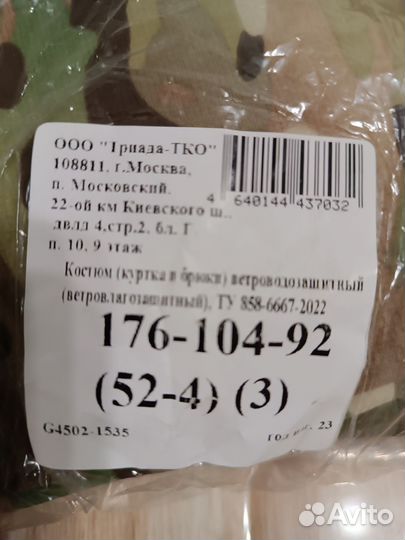 ООО "Триада-ТКО"
108811, г.Москва,
п. Московский,
22-ой км Киевского ш.,
двлд 4,стр.2, бл. Г
п. 10, 9 этаж
4 640144 437032
Костюм (куртка и брюки) ветроводозащитный
(ветровлагозащитный), ТУ 858-6667-2022
176-104-92
(52-4) (3)
G4502-1535
23
Avito